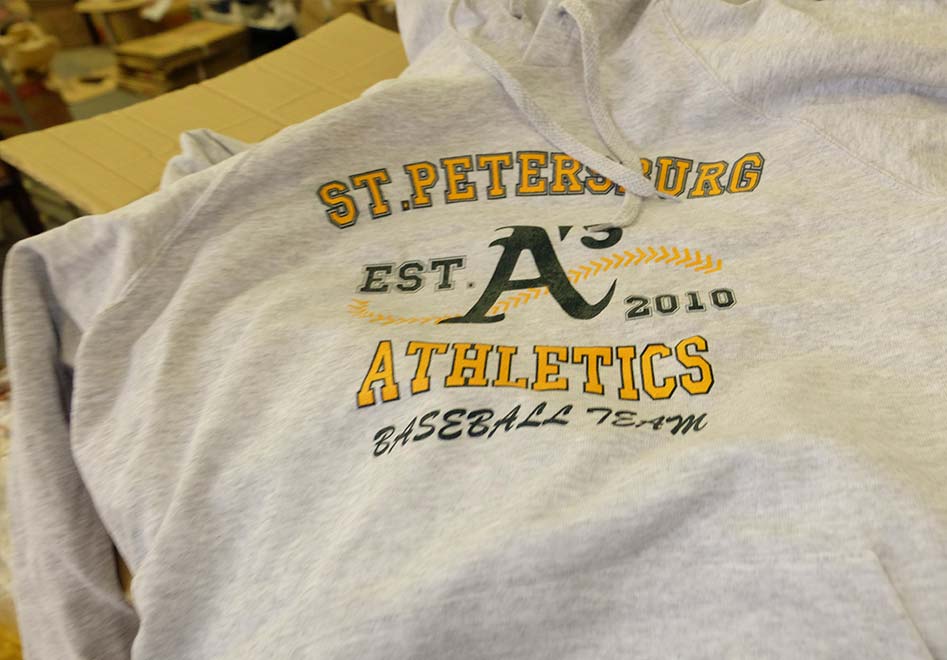 ST.PETERSBURG
EST. A's 2010
ATHLETICS
BASEBALL TEAM